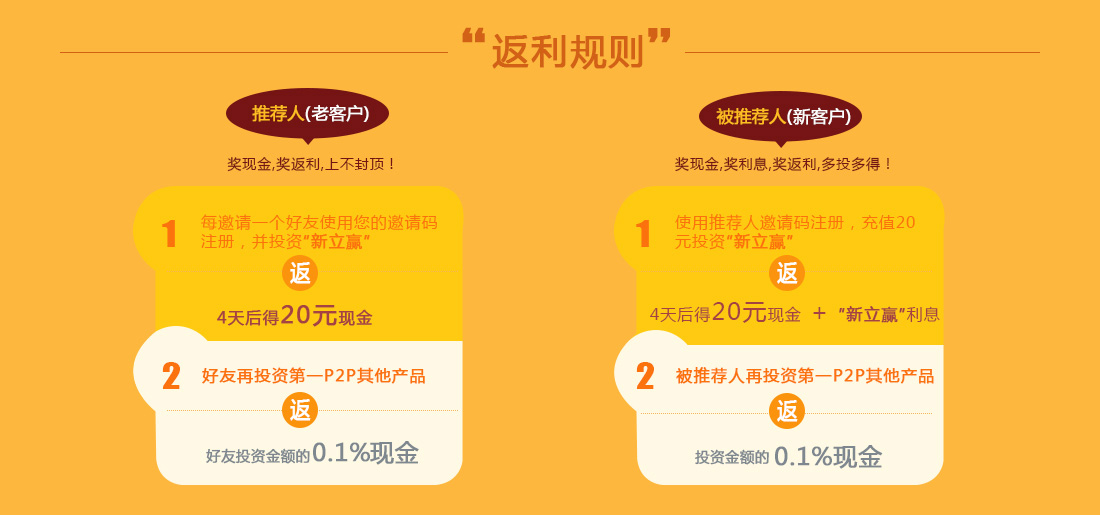 “返利规则”
推荐人(老客户)
奖现金,奖返利,上不封顶！
1
每邀请一个好友使用您的邀请码
注册，并投资“新立赢”
返
4天后得20元现金
2
好友再投资第一P2P其他产品
返
好友投资金额的0.1%现金
被推荐人(新客户)
奖现金,奖利息,奖返利,多投多得！
1
使用推荐人邀请码注册，充值20
元投资“新立赢”
返
4天后得20元现金 + “新立赢”利息
2
被推荐人再投资第一P2P其他产品
返
投资金额的 0.1%现金